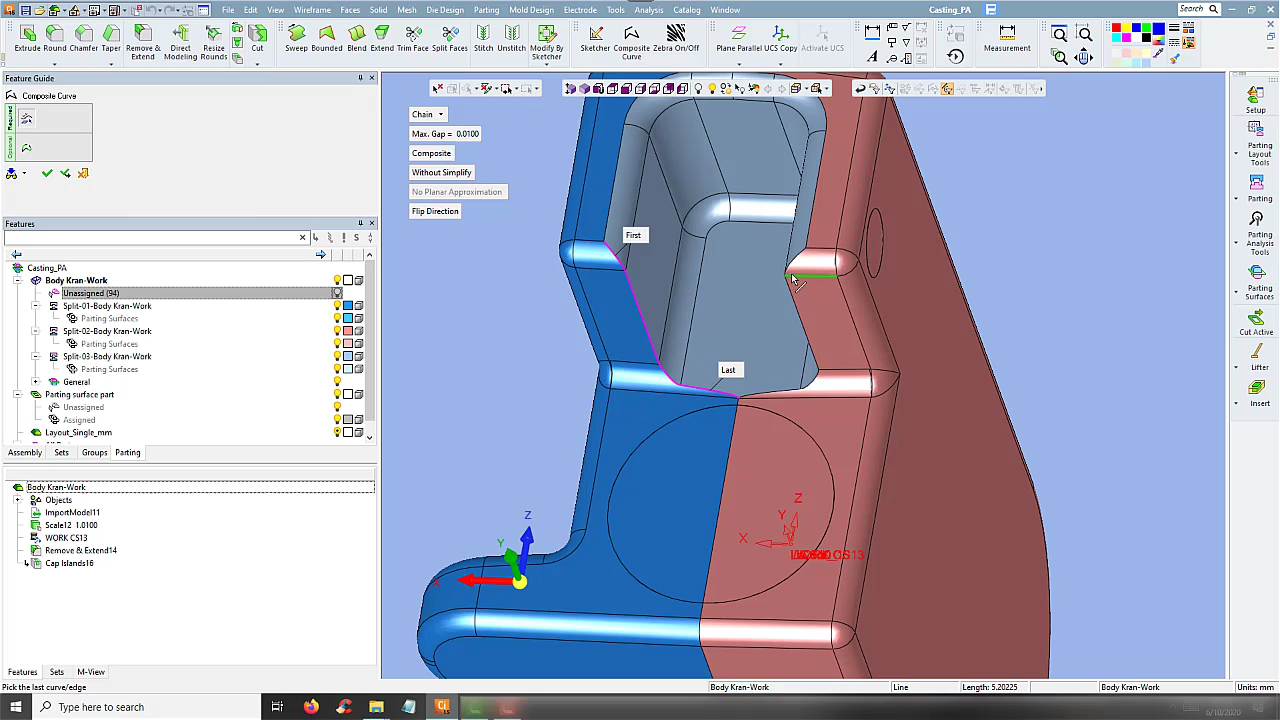 File Edit View Wireframe Faces Solid Mesh Die Design Parting Mold Design Electrode Tools Analysis Catalog Window
Casting_PA
Search
Extrude Round Chamfer Taper
Remove & Extend
Direct Modeling
Resize Rounds
Cut
Sweep Bounded Blend Extend
Stitch Unstitch
Modify By Sketcher
Sketcher
Composite Curve
Zebra On/Off
Plane
UCS Copy
Activate UCS
Measurement
Feature Guide
Composite Curve
Required
Optional
Features
Casting_PA
Body Kran-Work
Unassigned (94)
Split-01-Body Kran-Work
Parting Surfaces
Split-02-Body Kran-Work
Parting Surfaces
Split-03-Body Kran-Work
Parting Surfaces
General
Parting surface part
Unassigned
Assigned
Layout_Single_mm
Assembly Sets Groups Parting
Body Kran-Work
Objects
ImportModel11
Scale12 1.0100
WORK CS13
Remove & Extend14
Cap Islands16
Features Sets M-View
Chain
Max. Gap = 0.0100
Composite
Without Simplify
No Planar Approximation
Flip Direction
First
Last
Z
Y
X
Z
Y
Setup
Parting Layout Tools
Parting
Parting Analysis
Parting Surfaces
Cut Active
Lifter
Insert
Pick the last curve/edge
Body Kran-Work
Line
Length: 5.20225
Body Kran-Work
Units: mm
Type here to search
6/10/2020